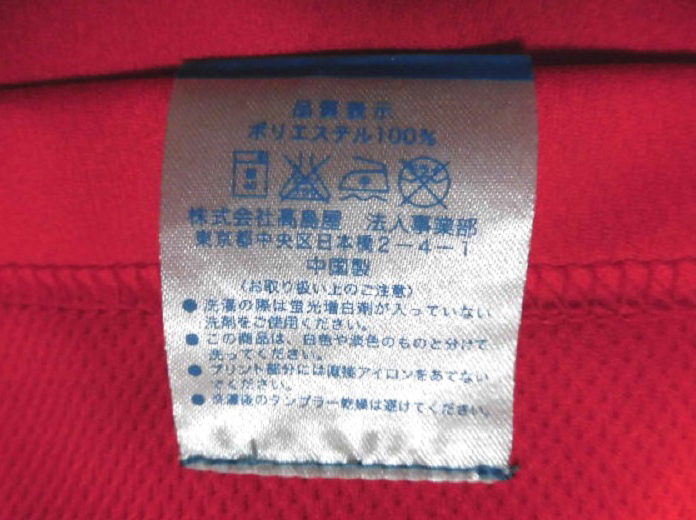 品質表示
ポリエステル100%
株式会社髙島屋　法人事業部
東京都中央区日本橋2-4-1
中国製
(お取り扱い上のご注意)
●洗濯の際は蛍光増白剤が入っていない
洗剤をご使用ください。
●この商品は、白色や淡色のものと分けて
洗ってください。
●プリント部分には直接アイロンをあてない
でください。
●洗濯後のタンブラー乾燥は避けてください。